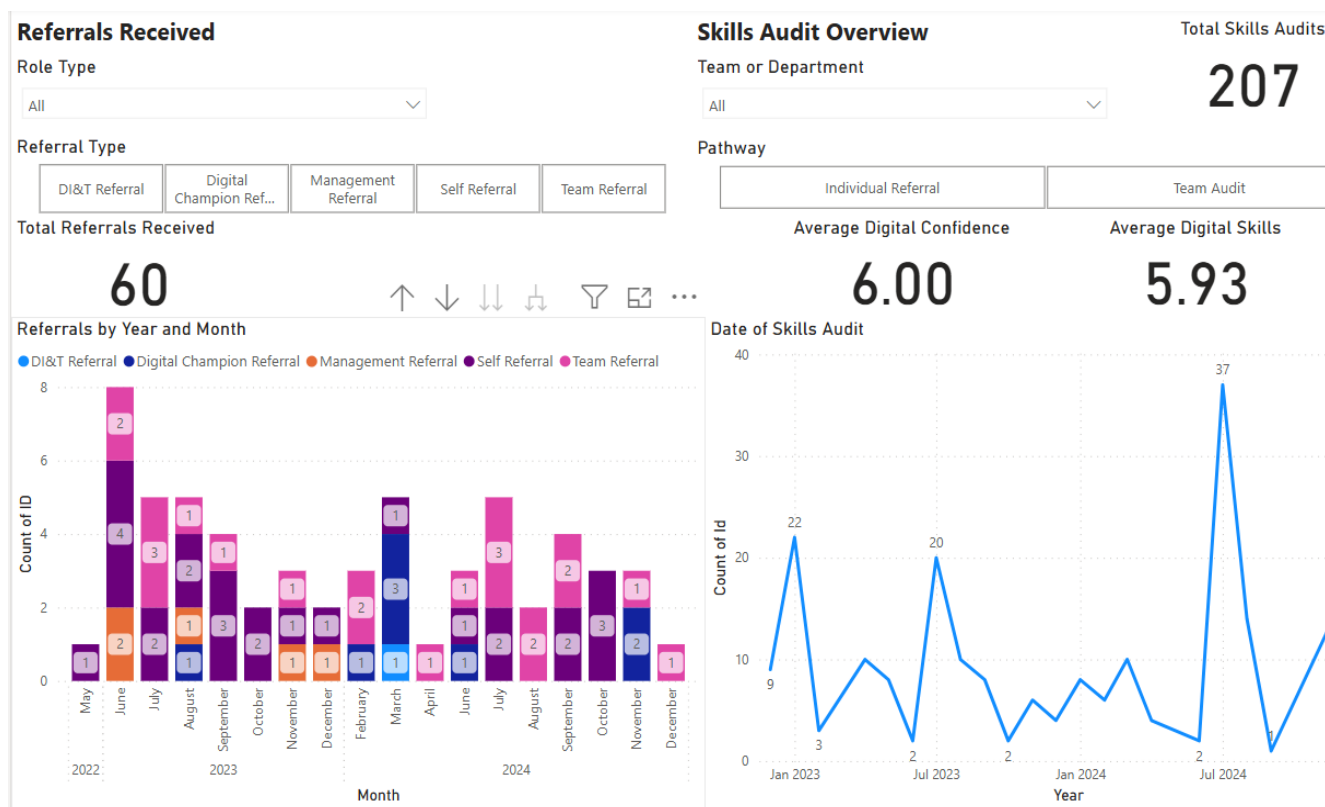 Referrals Received
Role Type
All
Referral Type
DI&T Referral
Digital
Champion Ref...
Management
Referral
Self Referral
Team Referral
Total Referrals Received
60
Referrals by Year and Month
DI&T Referral Digital Champion Referral Management Referral Self Referral Team Referral
Count of ID
8
6
4
2
0
1
2
4
2
3
2
1
2
1
1
1
3
2
1
1
1
1
1
2
1
1
3
1
1
1
1
1
3
2
2
2
2
3
1
2
1
May
June
July
August
September
October
November
December
February
March
April
June
July
August
September
October
November
December
2022
2023
2024
Month
Skills Audit Overview
Team or Department
All
Total Skills Audits
207
Pathway
Individual Referral
Team Audit
Average Digital Confidence
6.00
Average Digital Skills
5.93
Date of Skills Audit
Count of Id
40
30
20
10
0
9
22
3
2
20
2
2
37
1
Jan 2023
Jul 2023
Jan 2024
Jul 2024
Year